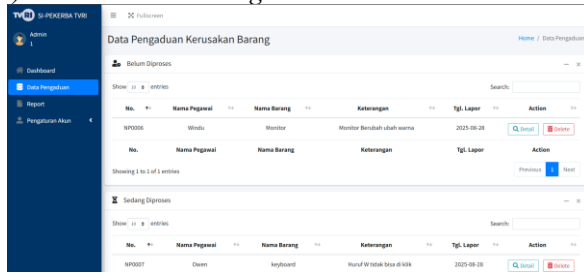 TVRI SI-PEKERBA TVRI
Fullscreen
Admin
1
Dashboard
Data Pengaduan
Report
Pengaturan Akun
Data Pengaduan Kerusakan Barang
Home / Data Pengaduan
Belum Diproses
Show 10 entries
Search:
No. Nama Pegawai Nama Barang Keterangan Tgl. Lapor Action
NP0006 Windu Monitor Monitor Berubah ubah warna 2025-08-28 Detail Delete
No. Nama Pegawai Nama Barang Keterangan Tgl. Lapor Action
Showing 1 to 1 of 1 entries
Previous 1 Next
Sedang Diproses
Show 10 entries
Search:
No. Nama Pegawai Nama Barang Keterangan Tgl. Lapor Action
NP0007 Owen keyboard Huruf W tidak bisa di klik 2025-08-28 Detail Delete